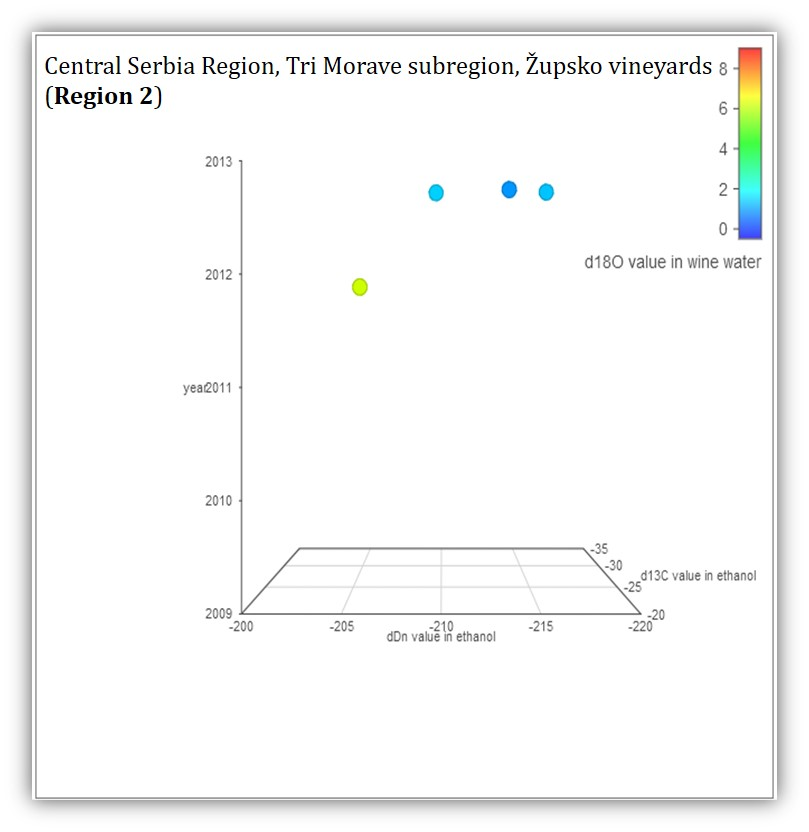 Central Serbia Region, Tri Morave subregion, Župsko vineyards
(Region 2)
8
6
4
2
0
d18O value in wine water
2013
2012
year
2011
2010
2009
-35
-30
-25
-20
d13C value in ethanol
-200 -205 -210 -215 -220
dDn value in ethanol